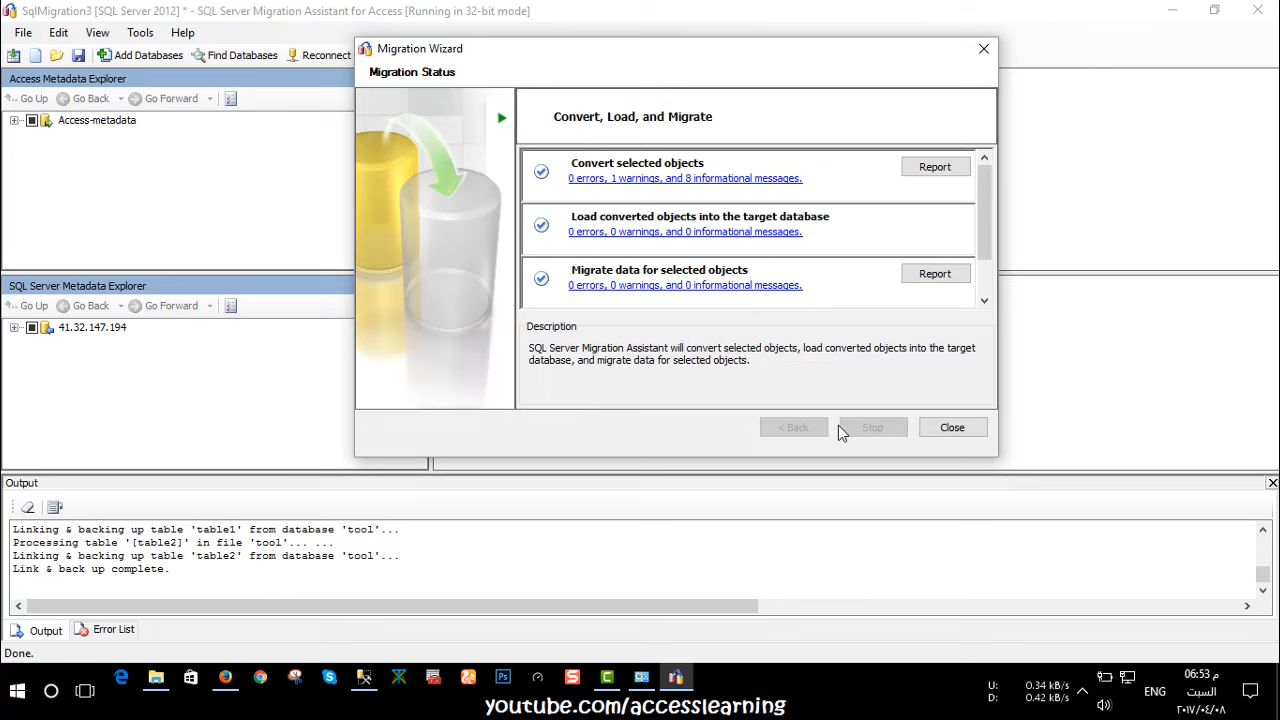 SqlMigration3 [SQL Server 2012] * - SQL Server Migration Assistant for Access [Running in 32-bit mode]
File Edit View Tools Help
Add Databases Find Databases Reconnect
Access Metadata Explorer
Go Up Go Back Go Forward
Access-metadata
SQL Server Metadata Explorer
Go Up Go Back Go Forward
41.32.147.194
Migration Wizard
Migration Status
Convert, Load, and Migrate
Convert selected objects
0 errors, 1 warnings, and 8 informational messages.
Report
Load converted objects into the target database
0 errors, 0 warnings, and 0 informational messages.
Migrate data for selected objects
0 errors, 0 warnings, and 0 informational messages.
Report
Description
SQL Server Migration Assistant will convert selected objects, load converted objects into the target
database, and migrate data for selected objects.
< Back Stop Close
Output
Linking & backing up table 'table1' from database 'tool'...
Processing table '[table2]' in file 'tool'... ...
Linking & backing up table 'table2' from database 'tool'...
Link & back up complete.
Output Error List
Done.
U: 0.34 kB/s
D: 0.42 kB/s
ENG
06:53 م
السبت
٢٠١٧/٠٤/٠٨
youtube.com/accesslearning